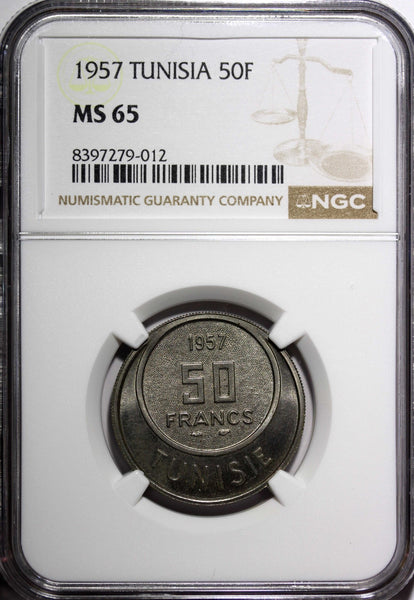 1957 TUNISIA 50F
MS 65
8397279-012
NUMISMATIC GUARANTY COMPANY
NGC
1957
50
FRANCS
TUNISIE